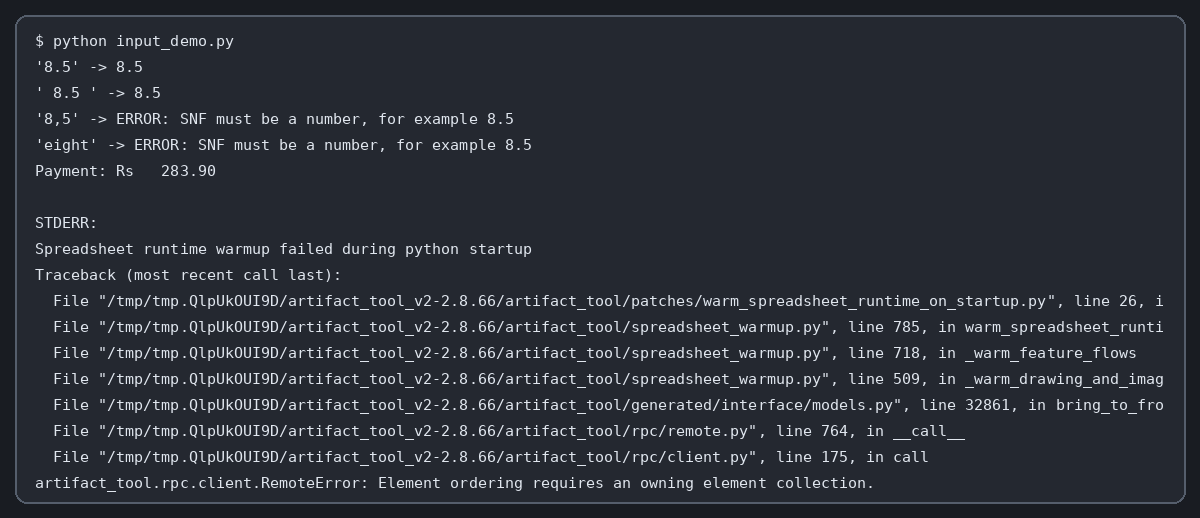 $ python input_demo.py
'8.5' -> 8.5
' 8.5 ' -> 8.5
'8,5' -> ERROR: SNF must be a number, for example 8.5
'eight' -> ERROR: SNF must be a number, for example 8.5
Payment: Rs   283.90

STDERR:
Spreadsheet runtime warmup failed during python startup
Traceback (most recent call last):
  File "/tmp/tmp.QlpUkOUI9D/artifact_tool_v2-2.8.66/artifact_tool/patches/warm_spreadsheet_runtime_on_startup.py", line 26, i
  File "/tmp/tmp.QlpUkOUI9D/artifact_tool_v2-2.8.66/artifact_tool/spreadsheet_warmup.py", line 785, in warm_spreadsheet_runti
  File "/tmp/tmp.QlpUkOUI9D/artifact_tool_v2-2.8.66/artifact_tool/spreadsheet_warmup.py", line 718, in _warm_feature_flows
  File "/tmp/tmp.QlpUkOUI9D/artifact_tool_v2-2.8.66/artifact_tool/spreadsheet_warmup.py", line 509, in _warm_drawing_and_imag
  File "/tmp/tmp.QlpUkOUI9D/artifact_tool_v2-2.8.66/artifact_tool/generated/interface/models.py", line 32861, in bring_to_fro
  File "/tmp/tmp.QlpUkOUI9D/artifact_tool_v2-2.8.66/artifact_tool/rpc/remote.py", line 764, in __call__
  File "/tmp/tmp.QlpUkOUI9D/artifact_tool_v2-2.8.66/artifact_tool/rpc/client.py", line 175, in call
artifact_tool.rpc.client.RemoteError: Element ordering requires an owning element collection.